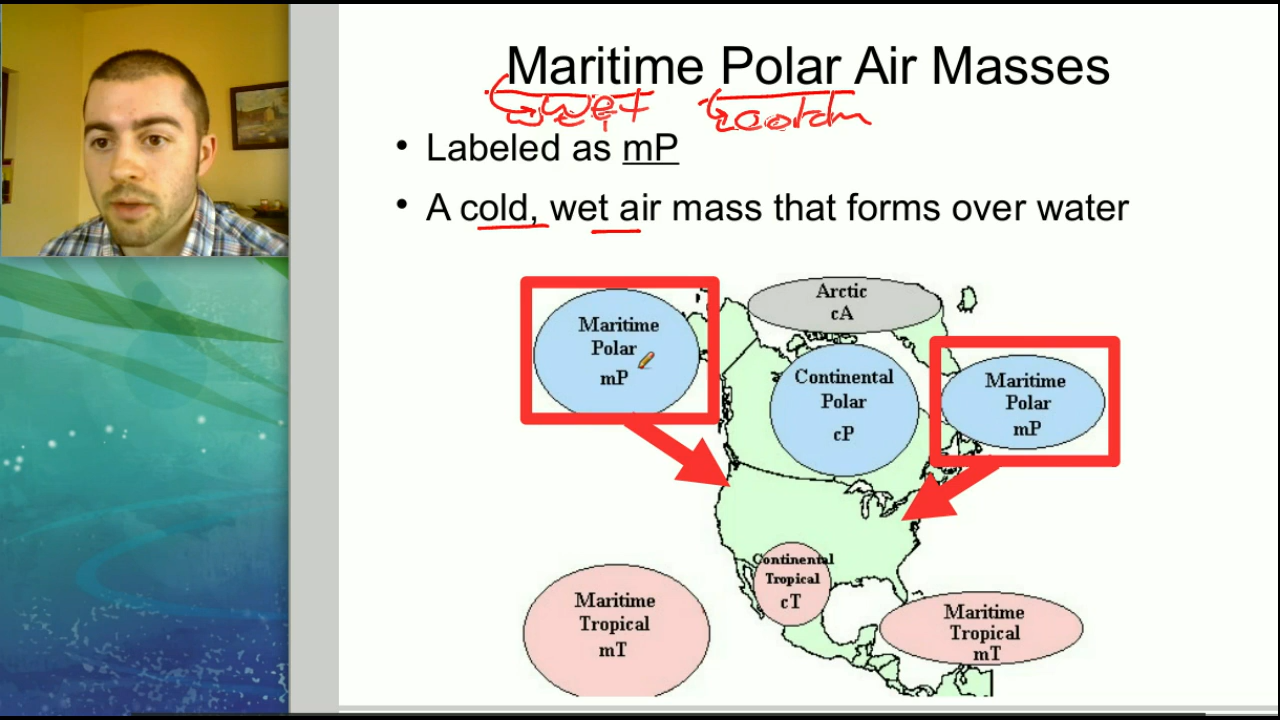 Maritime Polar Air Masses
wet
• Labeled as mP
• A cold, wet air mass that forms over water
Arctic
cA
Maritime
Polar
mP
Continental
Polar
cP
Maritime
Polar
mP
Continental
Tropical
cT
Maritime
Tropical
mT
Maritime
Tropical
mT